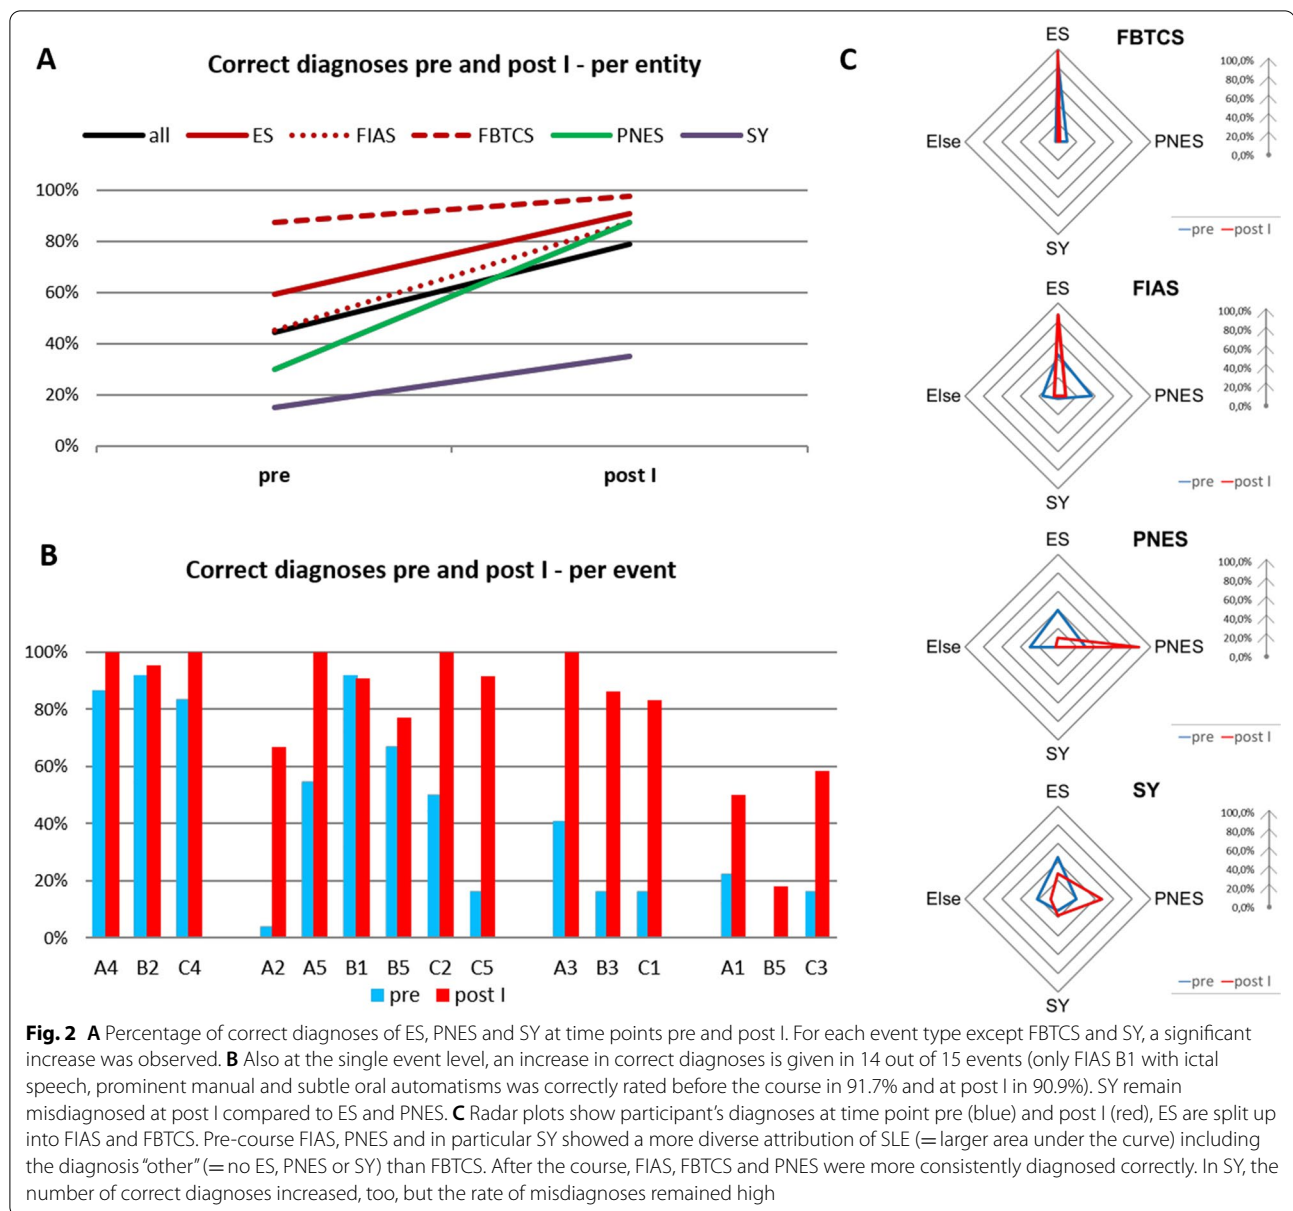 A
Correct diagnoses pre and post I - per entity
all ES FIAS FBTCS PNES SY
100%
80%
60%
40%
20%
0%
pre post I
B
Correct diagnoses pre and post I - per event
100%
80%
60%
40%
20%
0%
A4 B2 C4 A2 A5 B1 B5 C2 C5 A3 B3 C1 A1 B5 C3
pre post I
C
FBTCS
ES
PNES
SY
Else
100,0%
80,0%
60,0%
40,0%
20,0%
0,0%
pre post I
FIAS
ES
PNES
SY
Else
100,0%
80,0%
60,0%
40,0%
20,0%
0,0%
pre post I
PNES
ES
PNES
SY
Else
100,0%
80,0%
60,0%
40,0%
20,0%
0,0%
pre post I
SY
ES
PNES
SY
Else
100,0%
80,0%
60,0%
40,0%
20,0%
0,0%
pre post I
Fig. 2 A Percentage of correct diagnoses of ES, PNES and SY at time points pre and post I. For each event type except FBTCS and SY, a significant
increase was observed. B Also at the single event level, an increase in correct diagnoses is given in 14 out of 15 events (only FIAS B1 with ictal
speech, prominent manual and subtle oral automatisms was correctly rated before the course in 91.7% and at post I in 90.9%). SY remain
misdiagnosed at post I compared to ES and PNES. C Radar plots show participant's diagnoses at time point pre (blue) and post I (red), ES are split up
into FIAS and FBTCS. Pre-course FIAS, PNES and in particular SY showed a more diverse attribution of SLE (= larger area under the curve) including
the diagnosis “other” (= no ES, PNES or SY) than FBTCS. After the course, FIAS, FBTCS and PNES were more consistently diagnosed correctly. In SY, the
number of correct diagnoses increased, too, but the rate of misdiagnoses remained high